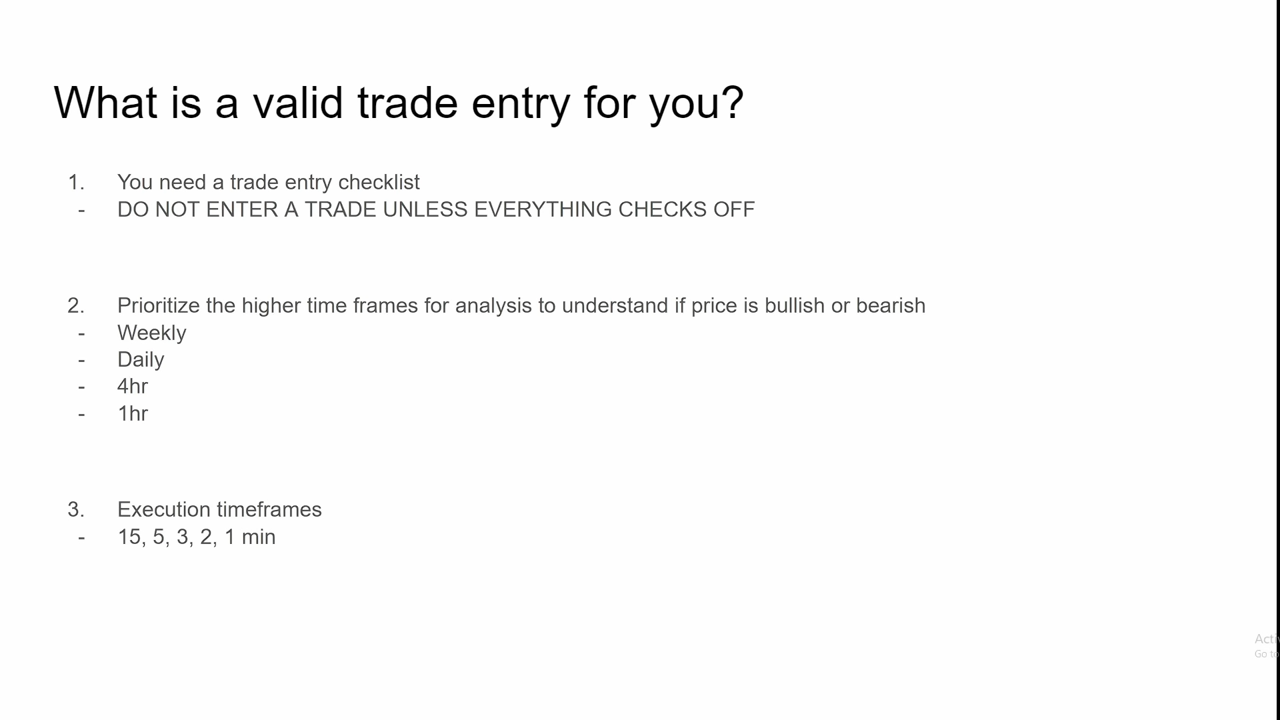 What is a valid trade entry for you?
1. You need a trade entry checklist
- DO NOT ENTER A TRADE UNLESS EVERYTHING CHECKS OFF
2. Prioritize the higher time frames for analysis to understand if price is bullish or bearish
- Weekly
- Daily
- 4hr
- 1hr
3. Execution timeframes
- 15, 5, 3, 2, 1 min
Go to